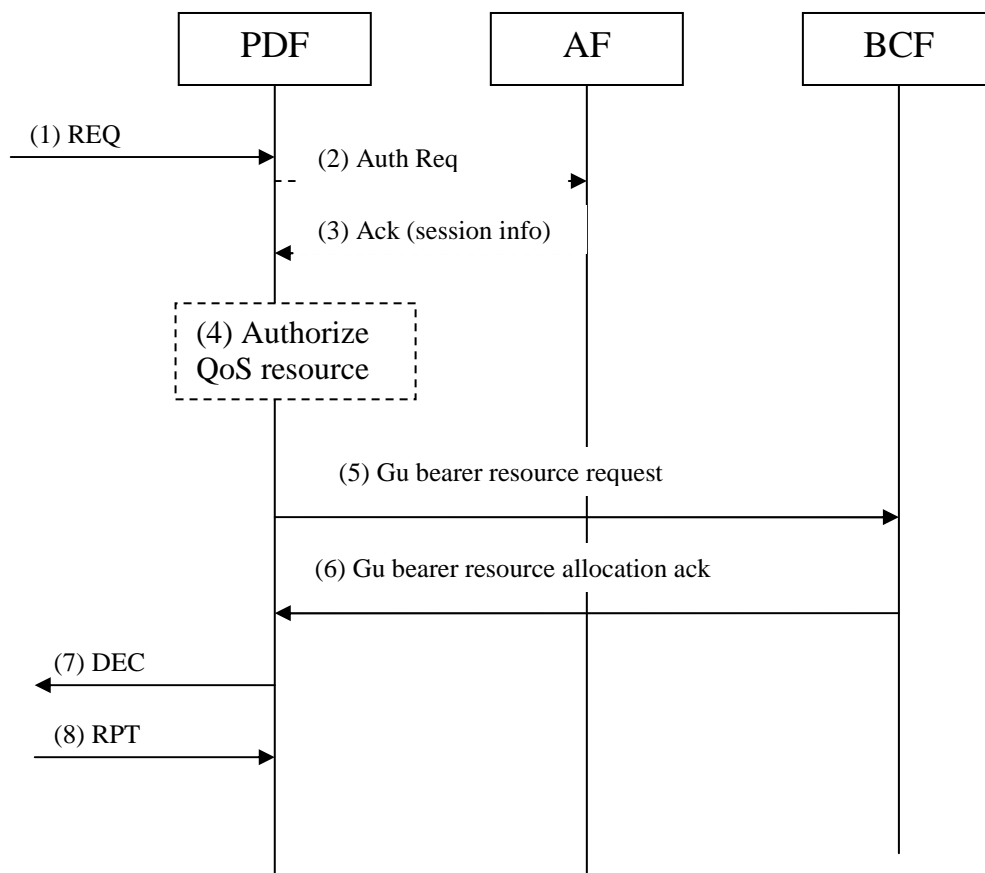 PDF
AF
BCF
(1) REQ
(2) Auth Req
(3) Ack (session info)
(4) Authorize
QoS resource
(5) Gu bearer resource request
(6) Gu bearer resource allocation ack
(7) DEC
(8) RPT